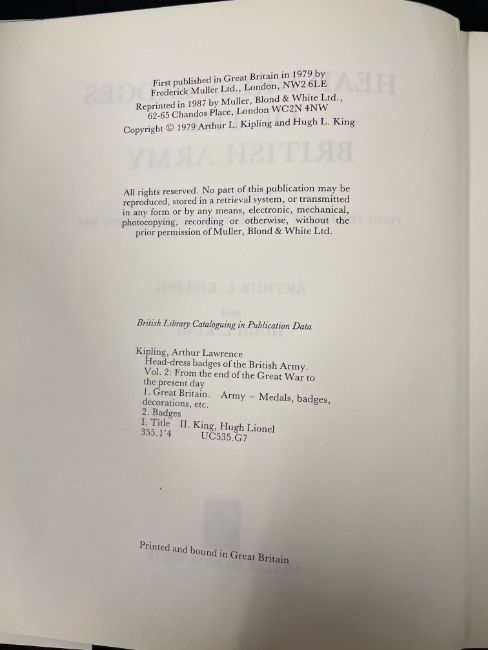 First published in Great Britain in 1979 by
Frederick Muller Ltd., London, NW2 6LE
Reprinted in 1987 by Muller, Blond & White Ltd.,
62-65 Chandos Place, London WC2N 4NW
Copyright © 1979 Arthur L. Kipling and Hugh L. King
All rights reserved. No part of this publication may be
reproduced, stored in a retrieval system, or transmitted
in any form or by any means, electronic, mechanical,
photocopying, recording or otherwise, without the
prior permission of Muller, Blond & White Ltd.
British Library Cataloguing in Publication Data
Kipling, Arthur Lawrence
Head-dress badges of the British Army.
Vol. 2: From the end of the Great War to
the present day
1. Great Britain. Army – Medals, badges,
decorations, etc.
2. Badges
I. Title II. King, Hugh Lionel
355.1'4 UC535.G7
Printed and bound in Great Britain